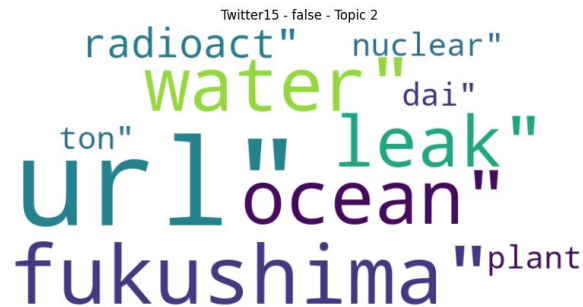 Twitter15 - false - Topic 2
radioact" nuclear"
water" dai"
ton" leak"
url" ocean"
fukushima" plant